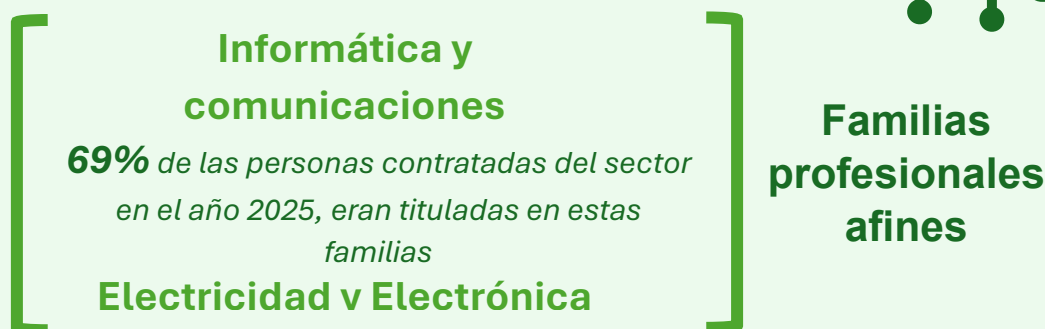 Informática y
comunicaciones
69% de las personas contratadas del sector
en el año 2025, eran tituladas en estas
familias
Electricidad y Electrónica
Familias
profesionales
afines